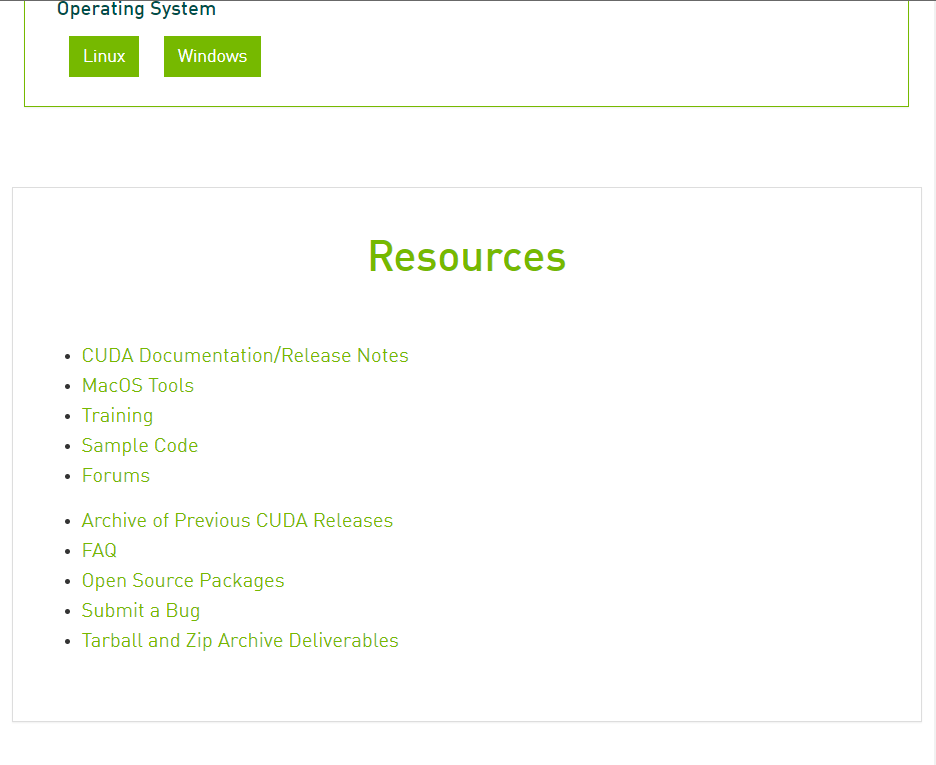 Operating System
Linux Windows
Resources
CUDA Documentation/Release Notes
MacOS Tools
Training
Sample Code
Forums
Archive of Previous CUDA Releases
FAQ
Open Source Packages
Submit a Bug
Tarball and Zip Archive Deliverables